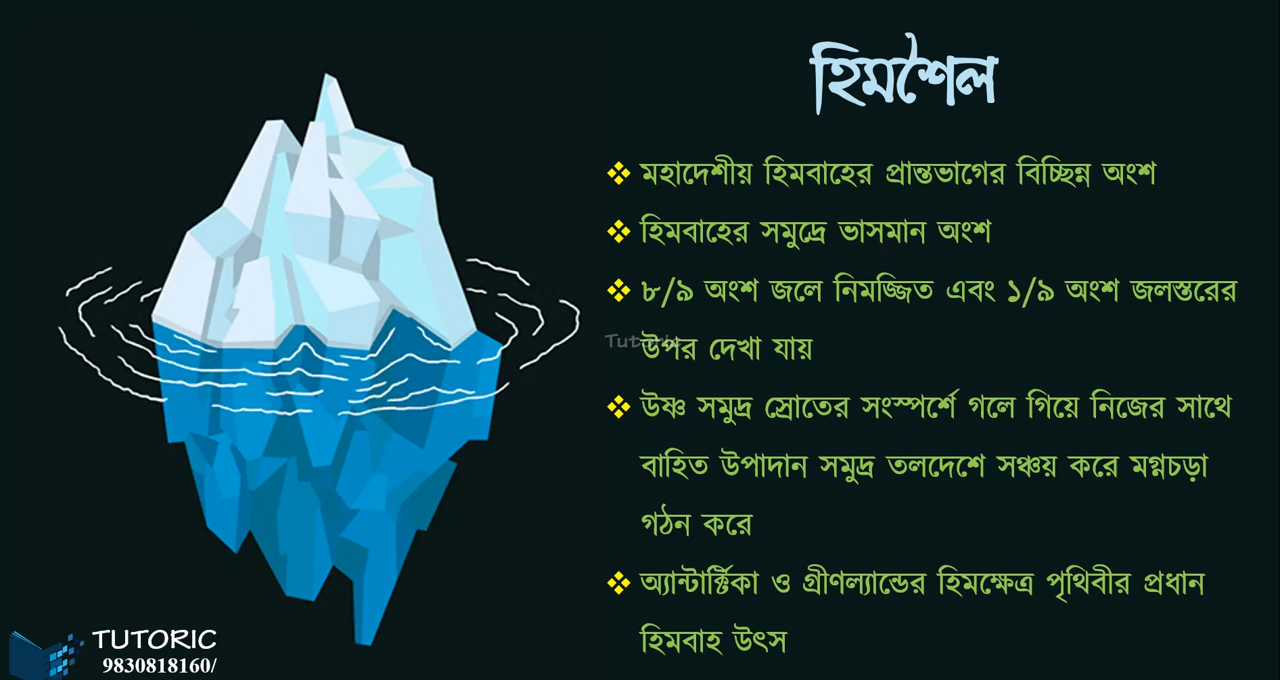 হিমশৈল
❖ মহাদেশীয় হিমবাহের প্রান্তভাগের বিচ্ছিন্ন অংশ
❖ হিমবাহের সমুদ্রে ভাসমান অংশ
❖ ৮/৯ অংশ জলে নিমজ্জিত এবং ১/৯ অংশ জলস্তরের
উপর দেখা যায়
❖ উষ্ণ সমুদ্র স্রোতের সংস্পর্শে গলে গিয়ে নিজের সাথে
বাহিত উপাদান সমুদ্র তলদেশে সঞ্চয় করে মগ্নচড়া
গঠন করে
❖ অ্যান্টার্ক্টিকা ও গ্রীণল্যান্ডের হিমক্ষেত্র পৃথিবীর প্রধান
হিমবাহ উৎস
Tutoric
TUTORIC
9830818160/